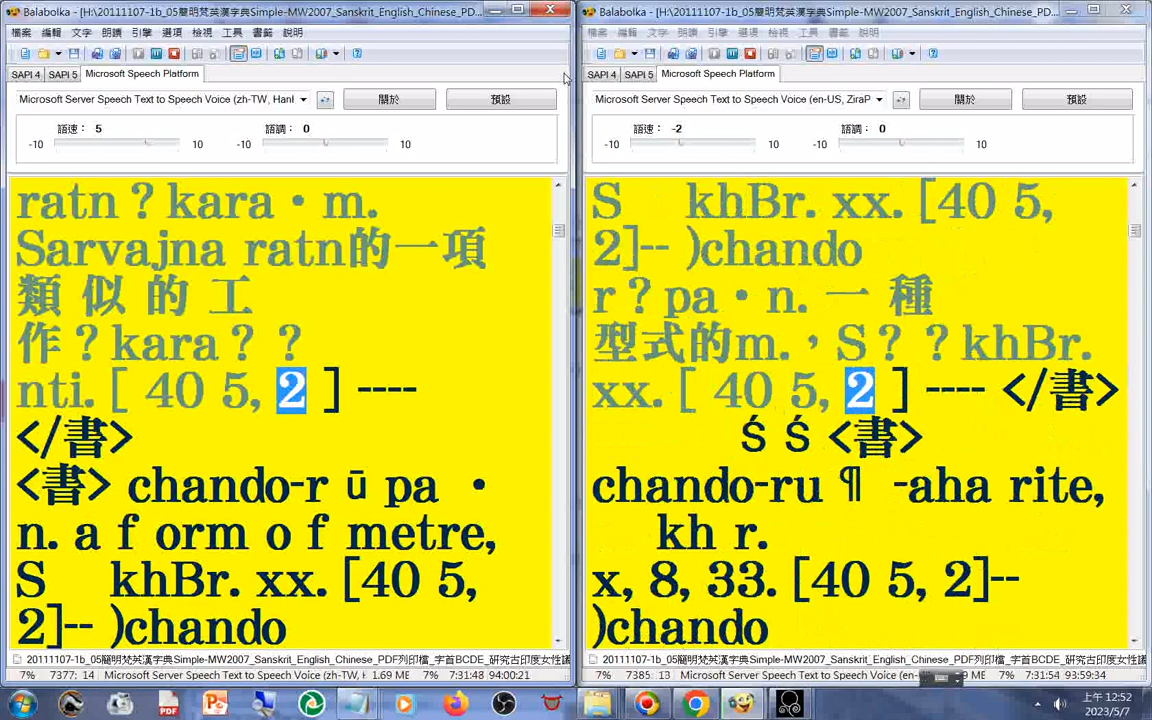 Balabolka - [H:\20111107-1b_05簡明梵英漢字典Simple-MW2007_Sanskrit_English_Chinese_PD...
檔案 編輯 文字 朗讀 引擎 選項 檢視 工具 書籤 說明
SAPI 4 SAPI 5 Microsoft Speech Platform
Microsoft Server Speech Text to Speech Voice (zh-TW, Hanl 關於 預設
語速： 5 語調： 0
-10 10 -10 10
ratn？kara・m.
Sarvajna ratn的一項
類 似 的 工
作？kara？？
nti. [ 40 5, 2 ] ----
</書>
<書> chando-r ū pa ・
n. a f orm o f metre,
S khBr. xx. [40 5,
2]-- )chando
20111107-1b_05簡明梵英漢字典Simple-MW2007_Sanskrit_English_Chinese_PDF列印檔_字首BCDE_研究古印度女性議
7% 7377; 14 Microsoft Server Speech Text to Speech Voice (zh-TW, H 1.69 MB 7% 7:31:48 94:00:21
Balabolka - [H:\20111107-1b_05簡明梵英漢字典Simple-MW2007_Sanskrit_English_Chinese_PD...
檔案 編輯 文字 朗讀 引擎 選項 檢視 工具 書籤 說明
SAPI 4 SAPI 5 Microsoft Speech Platform
Microsoft Server Speech Text to Speech Voice (en-US, ZiraP 關於 預設
語速： -2 語調： 0
-10 10 -10 10
S khBr. xx. [40 5,
2]-- )chando
r？pa・n. 一 種
型式的m.，S？？khBr.
xx. [ 40 5, 2 ] ---- </書>
Ś Ś <書>
chando-ru ¶ -aha rite,
kh r.
x, 8, 33. [40 5, 2]--
)chando
20111107-1b_05簡明梵英漢字典Simple-MW2007_Sanskrit_English_Chinese_PDF列印檔_字首BCDE_研究古印度女性議
7% 7385; 13 Microsoft Server Speech Text to Speech Voice (en-US, 9 MB 7% 7:31:54 93:59:34
上午 12:52
2023/5/7